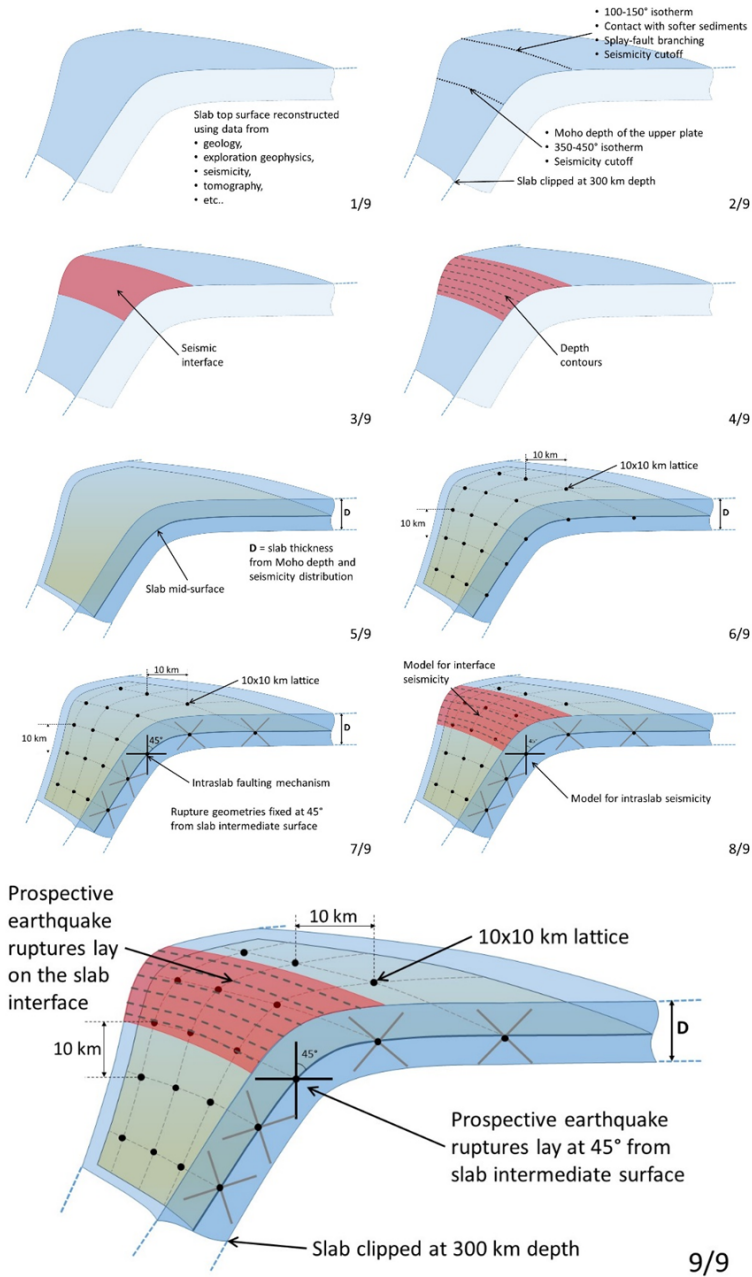 Slab top surface reconstructed
using data from
• geology,
• exploration geophysics,
• seismicity,
• tomography,
• etc..
1/9
• 100-150° isotherm
• Contact with softer sediments
• Splay-fault branching
• Seismicity cutoff
• Moho depth of the upper plate
• 350-450° isotherm
• Seismicity cutoff
Slab clipped at 300 km depth
2/9
Seismic
interface
3/9
Depth
contours
4/9
D
D = slab thickness
from Moho depth and
seismicity distribution
Slab mid-surface
5/9
10 km
10x10 km lattice
10 km
D
6/9
10 km
10x10 km lattice
10 km
D
45°
Intraslab faulting mechanism
Rupture geometries fixed at 45°
from slab intermediate surface
7/9
Model for interface
seismicity
45°
Model for intraslab seismicity
8/9
Prospective
earthquake
ruptures lay
on the slab
interface
10 km
10x10 km lattice
10 km
D
45°
Prospective earthquake
ruptures lay at 45° from
slab intermediate surface
Slab clipped at 300 km depth
9/9